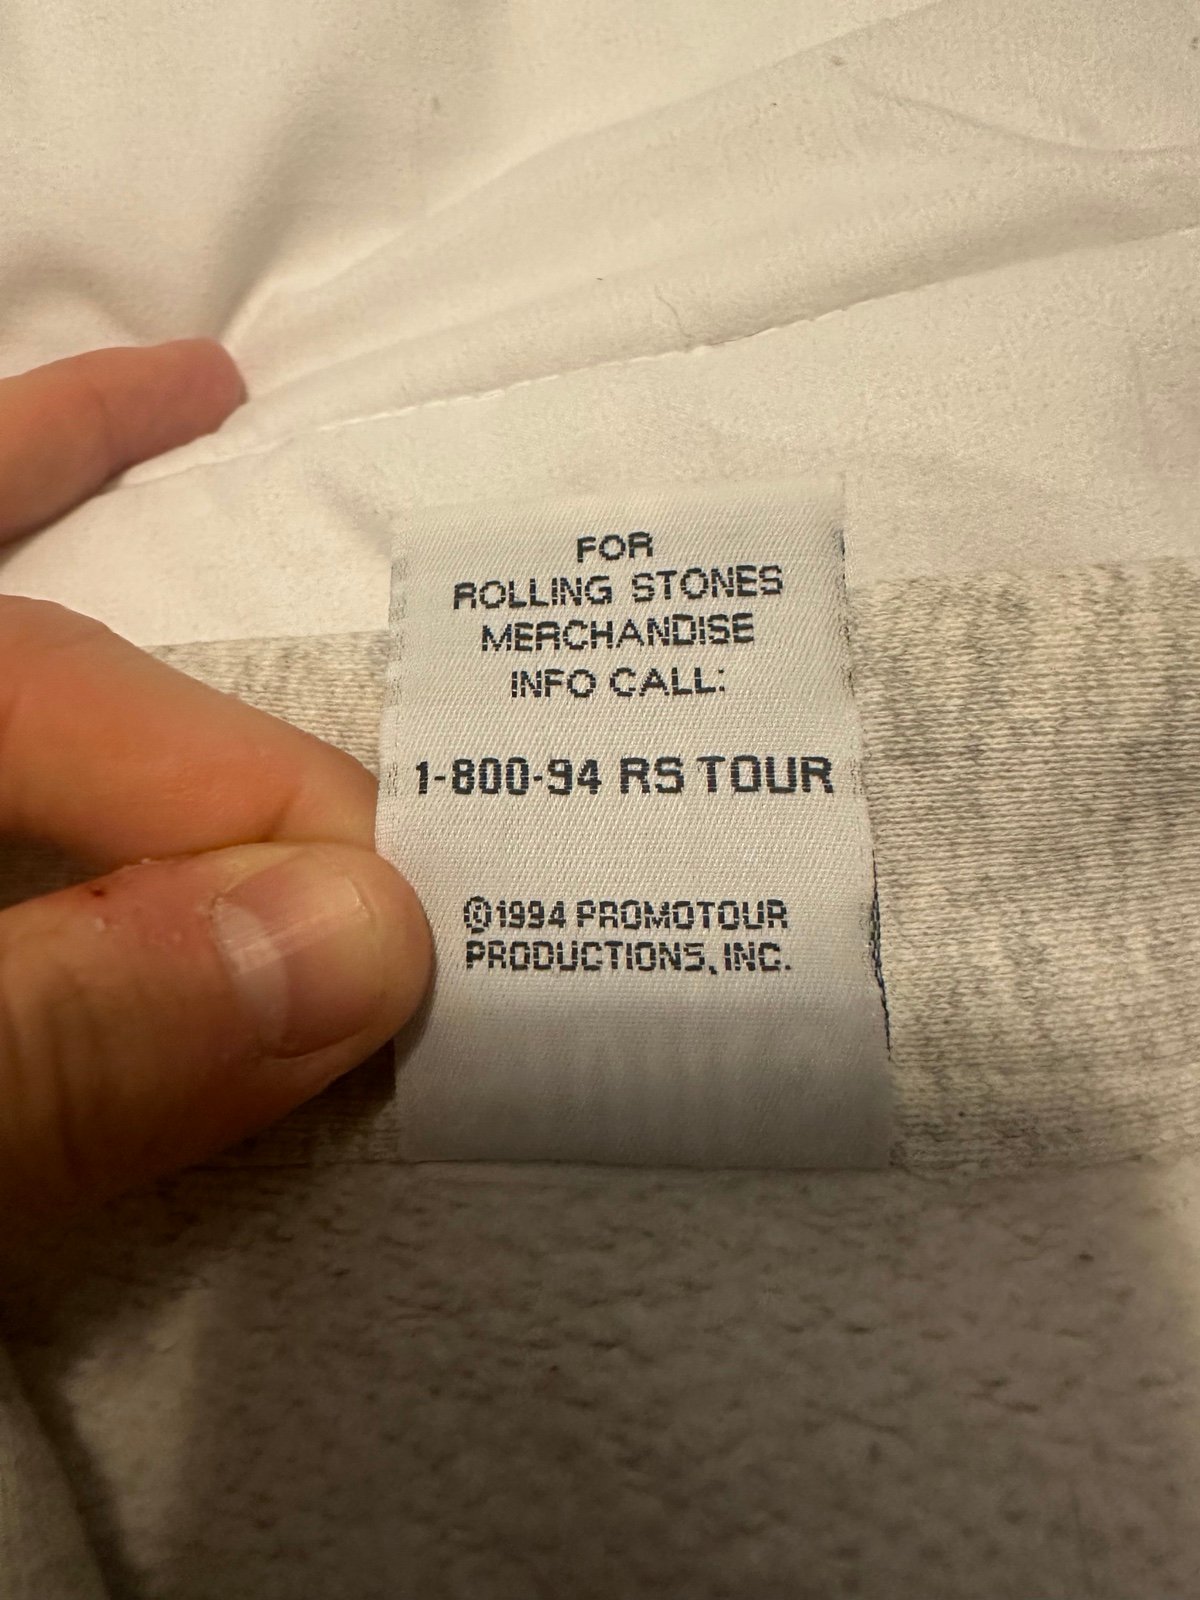 FOR
ROLLING STONES
MERCHANDISE
INFO CALL:
1-800-94 RS TOUR
©1994 PROMOTOUR
PRODUCTIONS, INC.